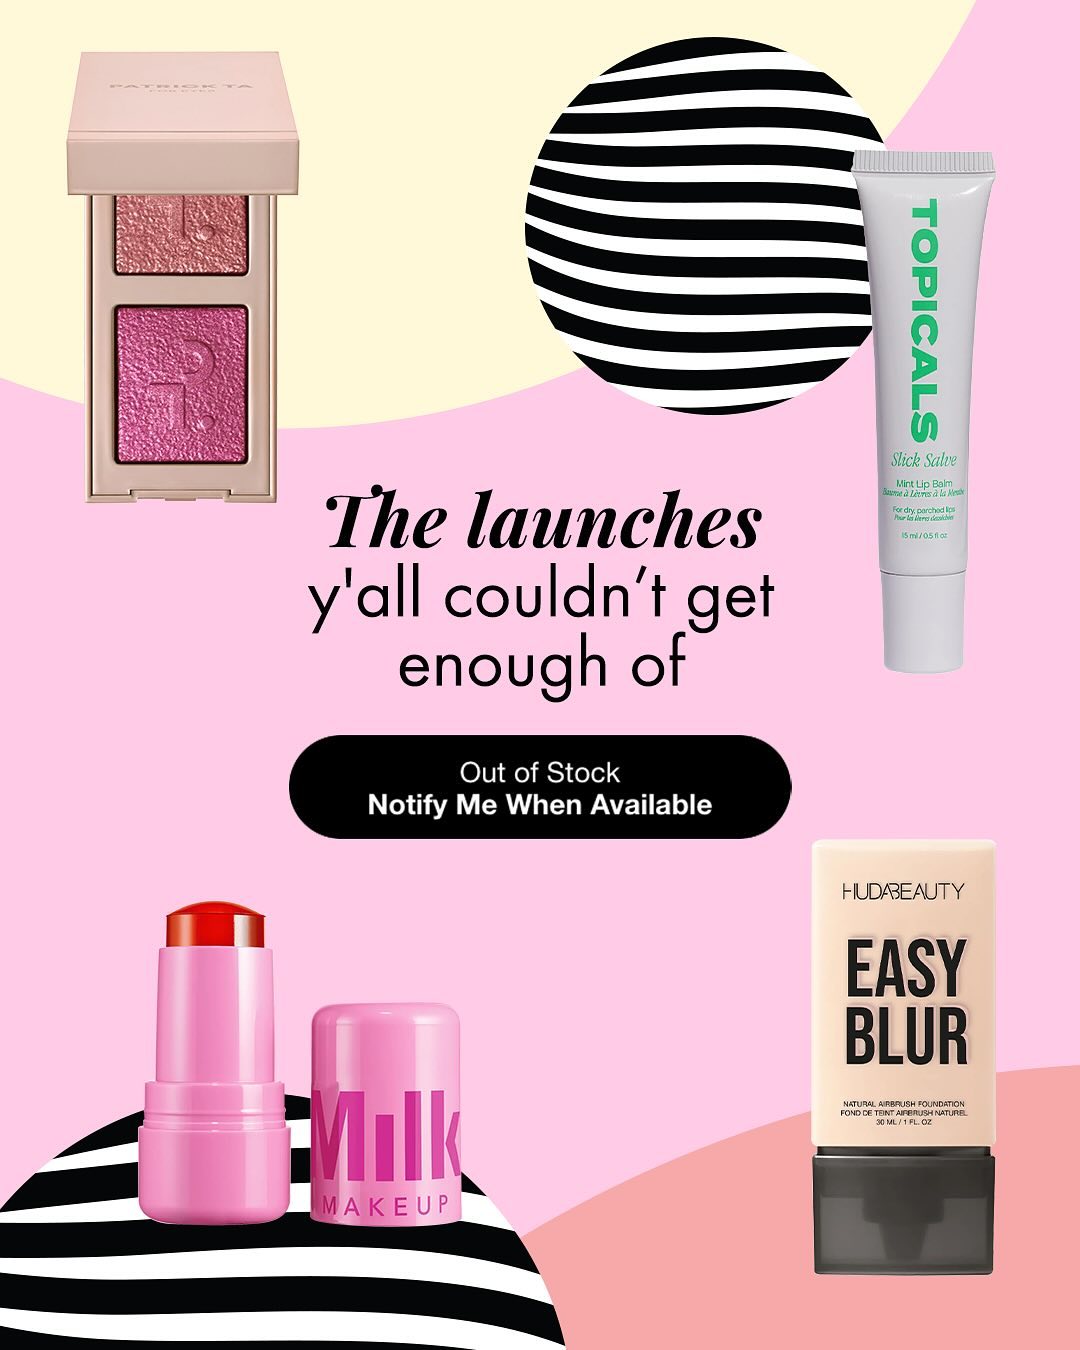 PATRICK TA
TOPICALS
Slick Salve
Mint Lip Balm
Baume à Lèvres à la Menthe
For dry, parched lips
Pour les lèvres desséchées
15 ml / 0.5 fl oz
The launches
y'all couldn’t get
enough of
Out of Stock
Notify Me When Available
Milk
MAKEUP
HUDABEAUTY
EASY
BLUR
NATURAL AIRBRUSH FOUNDATION
FOND DE TEINT AIRBRUSH NATUREL
30 ML / 1 FL. OZ